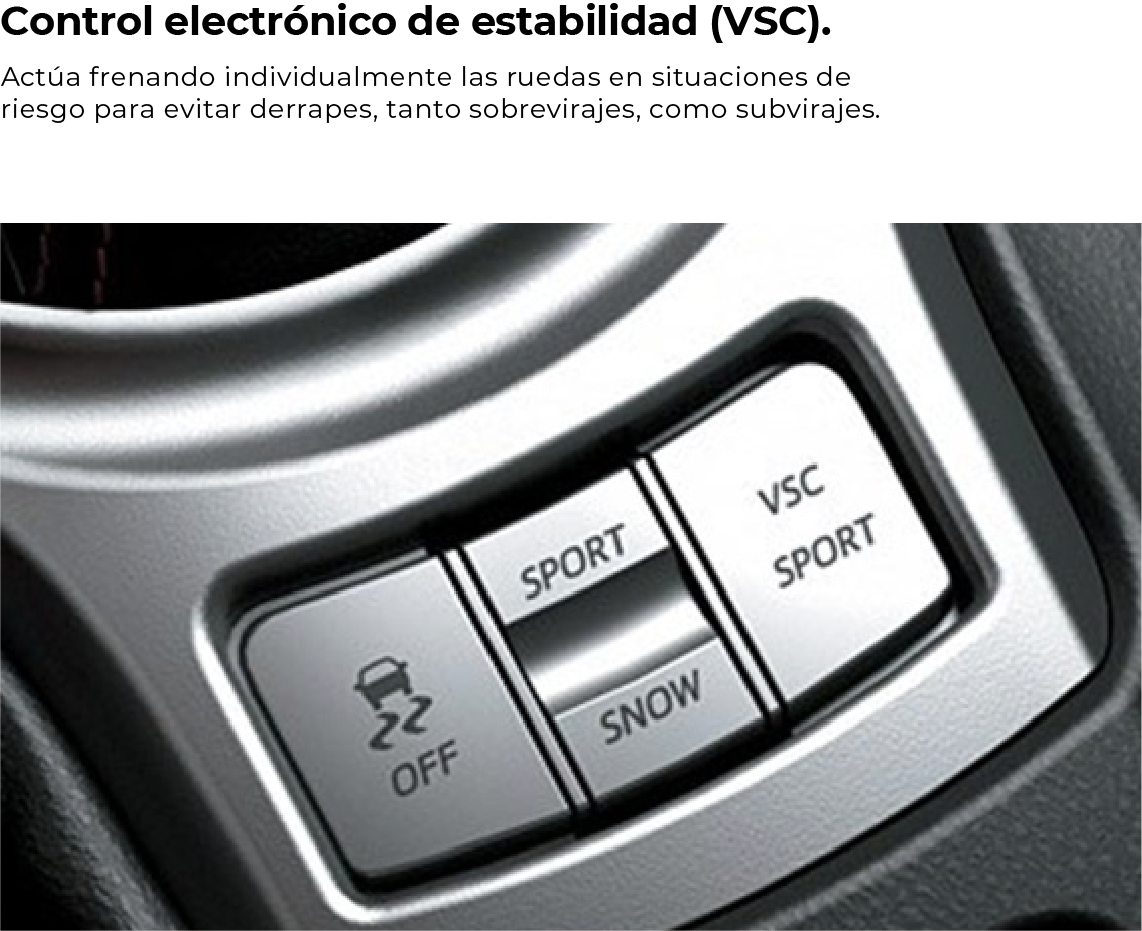 Control electrónico de estabilidad (VSC).
Actúa frenando individualmente las ruedas en situaciones de
riesgo para evitar derrapes, tanto sobrevirajes, como subvirajes.
VSC
SPORT
SPORT
SNOW
OFF